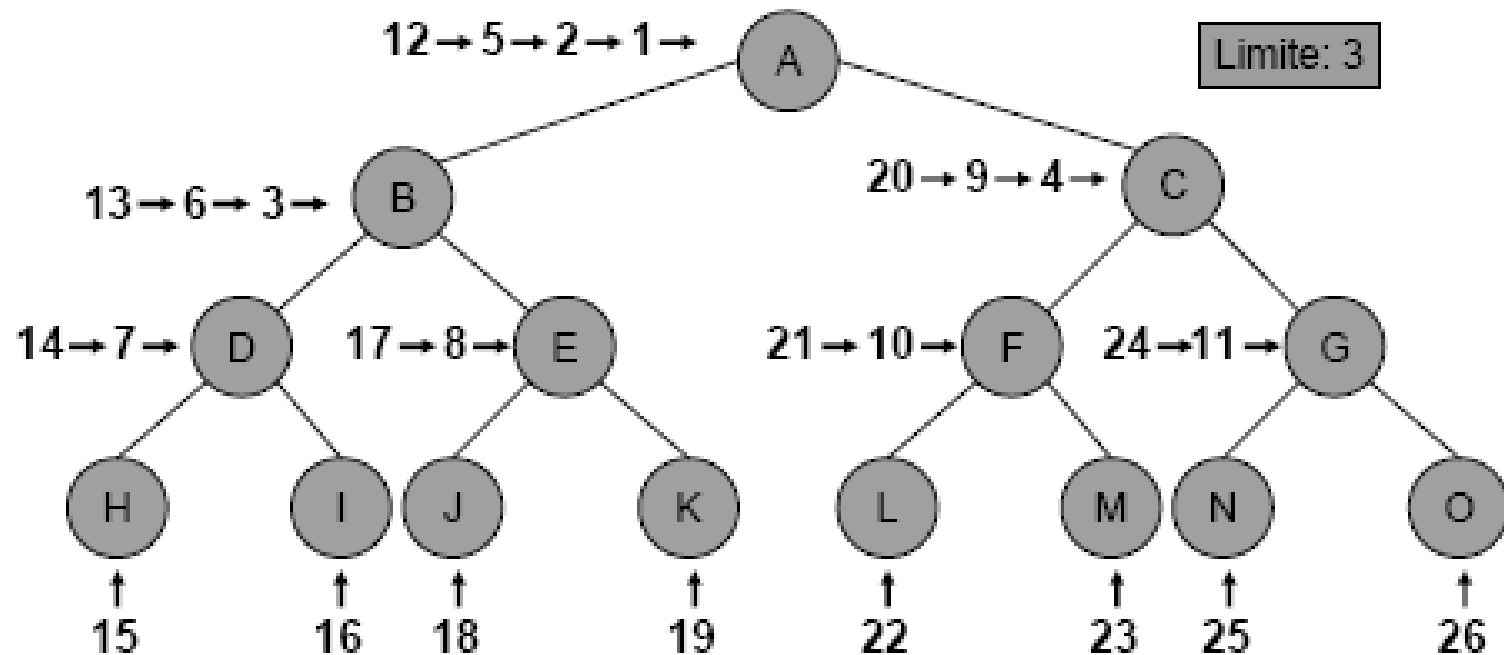 12→5→2→1→ A Limite: 3
13→6→3→ B 20→9→4→ C
14→7→ D 17→8→ E 21→10→ F 24→11→ G
H I J K L M N O
↑ ↑ ↑ ↑ ↑ ↑ ↑ ↑
15 16 18 19 22 23 25 26